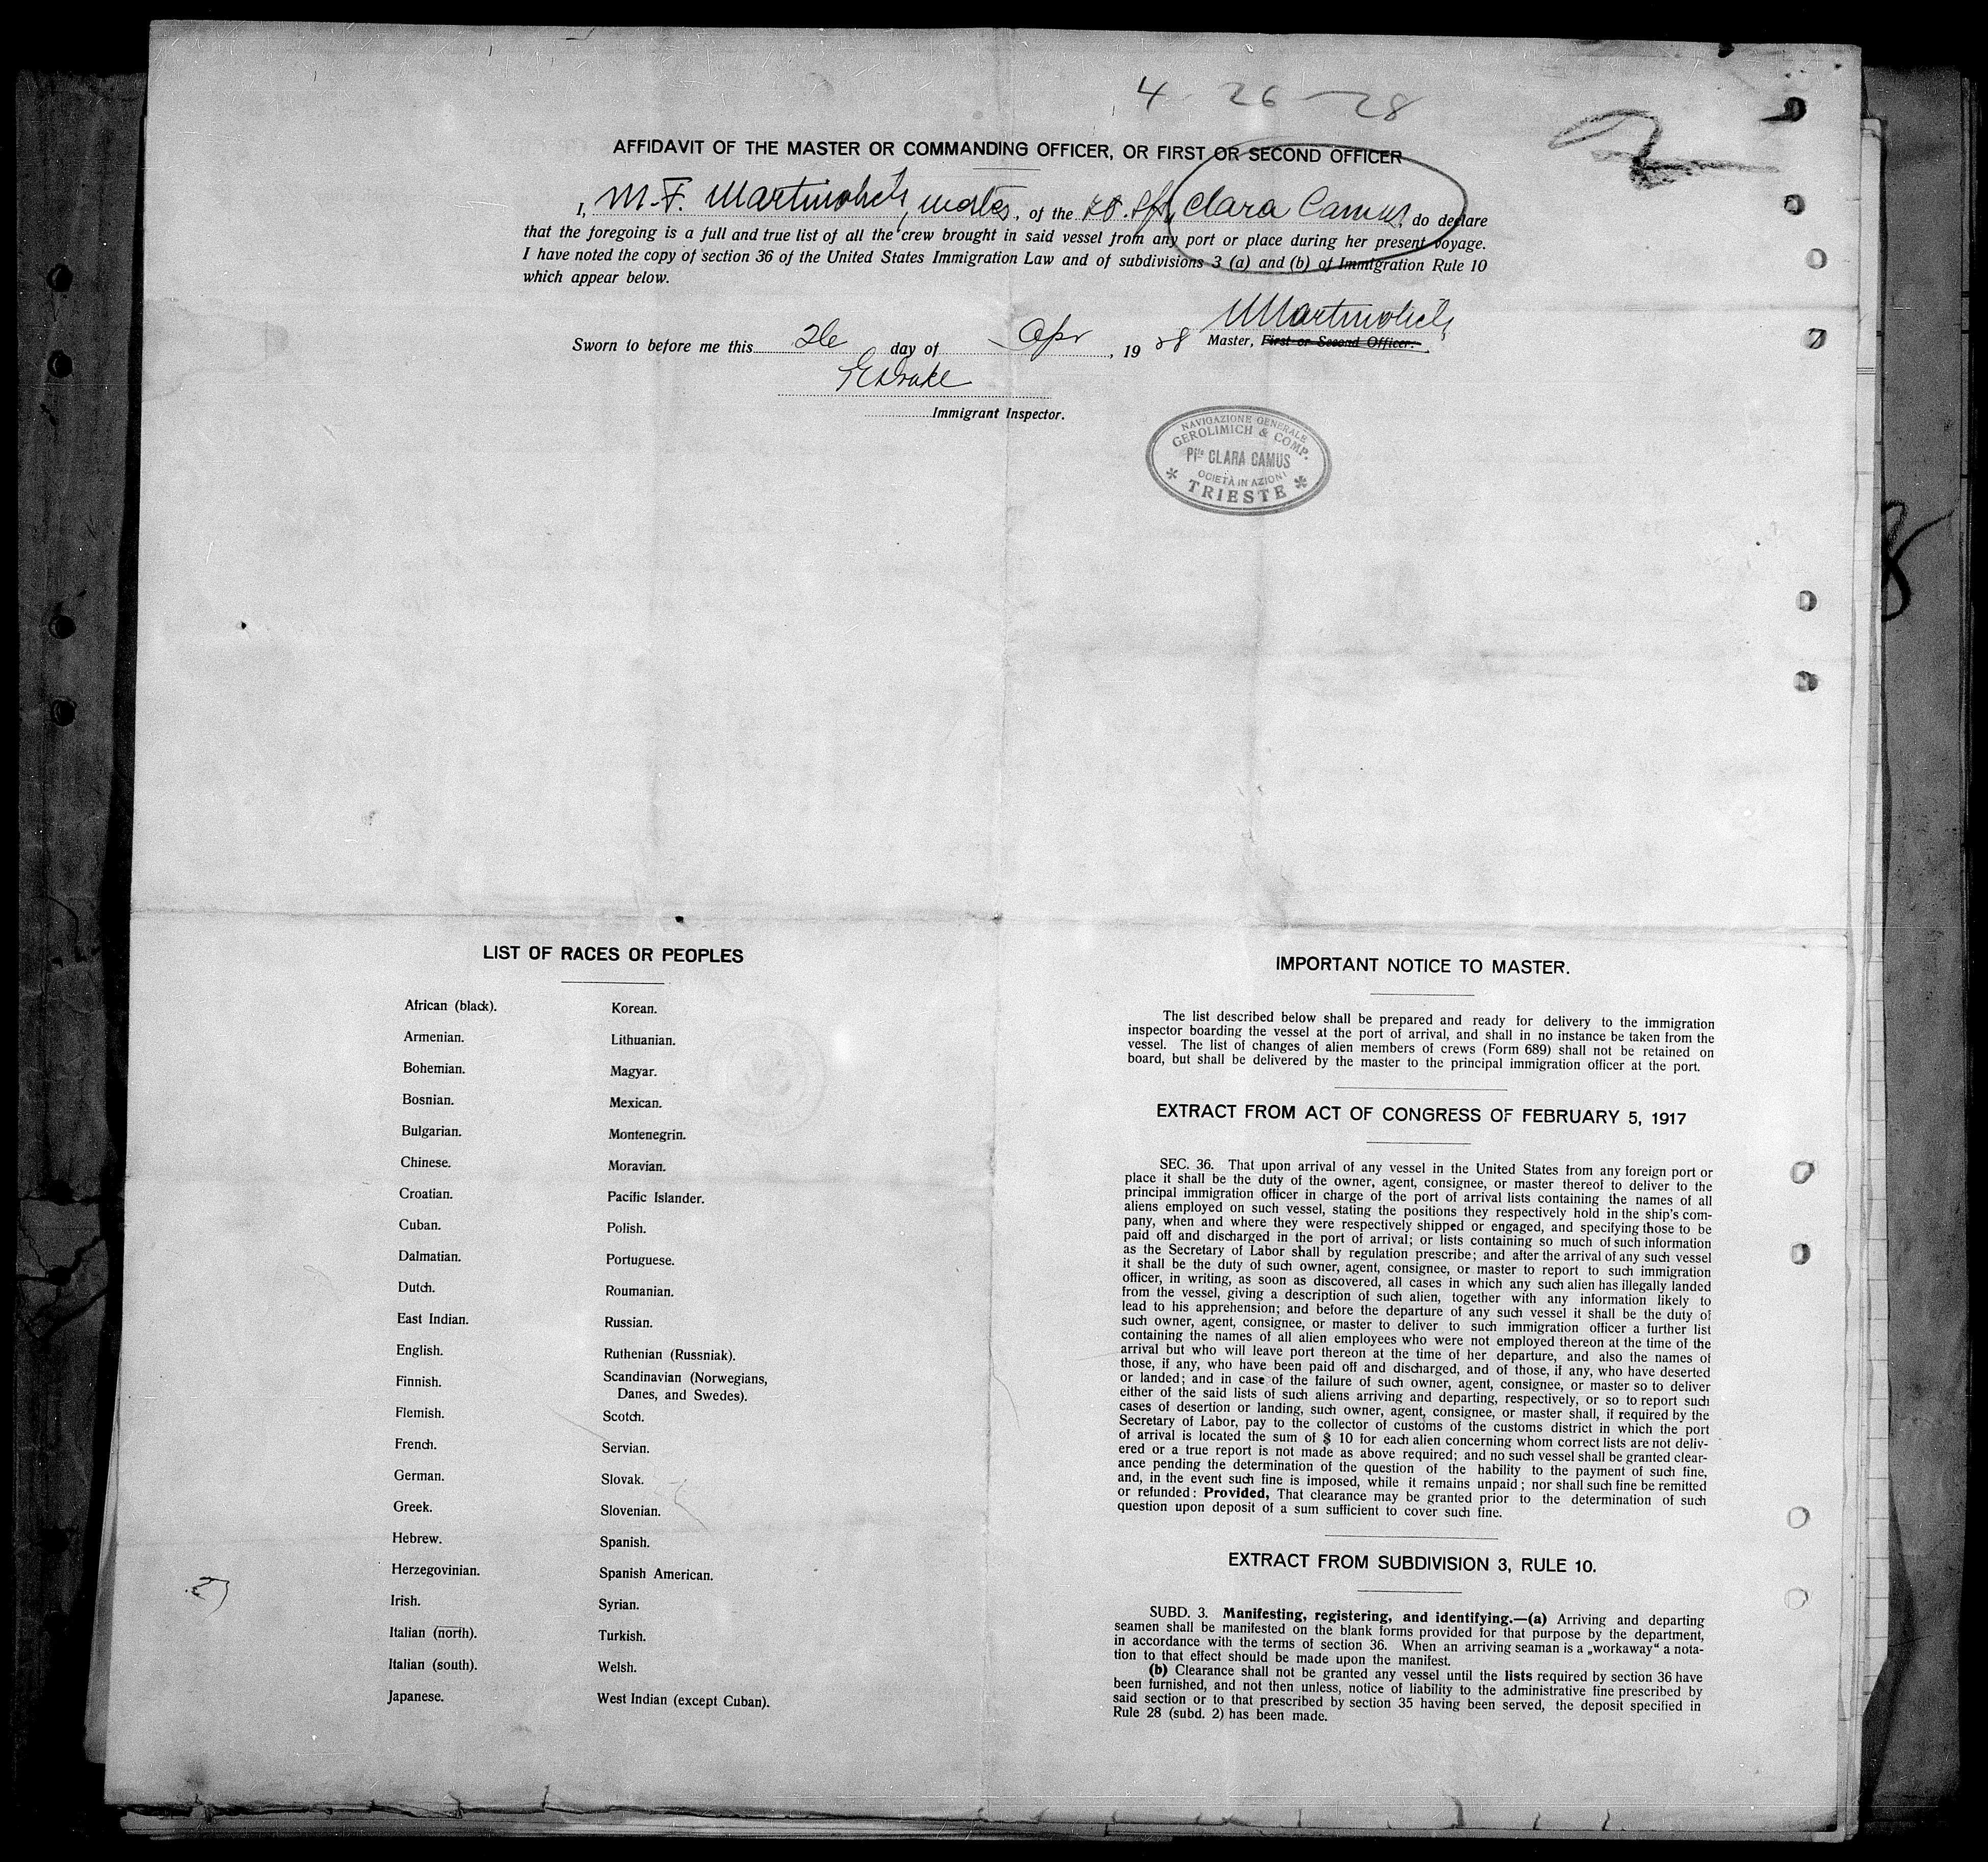 4 - 26 - 28
AFFIDAVIT OF THE MASTER OR COMMANDING OFFICER, OR FIRST OR SECOND OFFICER
I, M. F. , of the Clara Camus, do declare
that the foregoing is a full and true list of all the crew brought in said vessel from any port or place during her present voyage.
I have noted the copy of section 36 of the United States Immigration Law and of subdivisions 3 (a) and (b) of Immigration Rule 10
which appear below.
Sworn to before me this 26 day of Apr, 1928 Master, First or Second Officer.
Immigrant Inspector.
NAVIGAZIONE GENERALE
GEROLIMICH & COMP.
Pfo CLARA CAMUS
OCIETÀ IN AZIONI
* TRIESTE *
LIST OF RACES OR PEOPLES
African (black).
Armenian.
Bohemian.
Bosnian.
Bulgarian.
Chinese.
Croatian.
Cuban.
Dalmatian.
Dutch.
East Indian.
English.
Finnish.
Flemish.
French.
German.
Greek.
Hebrew.
Herzegovinian.
Irish.
Italian (north).
Italian (south).
Japanese.
Korean.
Lithuanian.
Magyar.
Mexican.
Montenegrin.
Moravian.
Pacific Islander.
Polish.
Portuguese.
Roumanian.
Russian.
Ruthenian (Russniak).
Scandinavian (Norwegians,
Danes, and Swedes).
Scotch.
Servian.
Slovak.
Slovenian.
Spanish.
Spanish American.
Syrian.
Turkish.
Welsh.
West Indian (except Cuban).
IMPORTANT NOTICE TO MASTER.
The list described below shall be prepared and ready for delivery to the immigration
inspector boarding the vessel at the port of arrival, and shall in no instance be taken from the
vessel. The list of changes of alien members of crews (Form 689) shall not be retained on
board, but shall be delivered by the master to the principal immigration officer at the port.
EXTRACT FROM ACT OF CONGRESS OF FEBRUARY 5, 1917
SEC. 36. That upon arrival of any vessel in the United States from any foreign port or
place it shall be the duty of the owner, agent, consignee, or master thereof to deliver to the
principal immigration officer in charge of the port of arrival lists containing the names of all
aliens employed on such vessel, stating the positions they respectively hold in the ship's com-
pany, when and where they were respectively shipped or engaged, and specifying those to be
paid off and discharged in the port of arrival; or lists containing so much of such information
as the Secretary of Labor shall by regulation prescribe; and after the arrival of any such vessel
it shall be the duty of such owner, agent, consignee, or master to report to such immigration
officer, in writing, as soon as discovered, all cases in which any such alien has illegally landed
from the vessel, giving a description of such alien, together with any information likely to
lead to his apprehension; and before the departure of any such vessel it shall be the duty of
such owner, agent, consignee, or master to deliver to such immigration officer a further list
containing the names of all alien employees who were not employed thereon at the time of the
arrival but who will leave port thereon at the time of her departure, and also the names of
those, if any, who have been paid off and discharged, and of those, if any, who have deserted
or landed; and in case of the failure of such owner, agent, consignee, or master so to deliver
either of the said lists of such aliens arriving and departing, respectively, or so to report such
cases of desertion or landing, such owner, agent, consignee, or master shall, if required by the
Secretary of Labor, pay to the collector of customs of the customs district in which the port
of arrival is located the sum of $ 10 for each alien concerning whom correct lists are not deliv-
ered or a true report is not made as above required; and no such vessel shall be granted clear-
ance pending the determination of the question of the hability to the payment of such fine,
and, in the event such fine is imposed, while it remains unpaid; nor shall such fine be remitted
or refunded: Provided, That clearance may be granted prior to the determination of such
question upon deposit of a sum sufficient to cover such fine.
EXTRACT FROM SUBDIVISION 3, RULE 10.
SUBD. 3. Manifesting, registering, and identifying.—(a) Arriving and departing
seamen shall be manifested on the blank forms provided for that purpose by the department,
in accordance with the terms of section 36. When an arriving seaman is a „workaway“ a nota-
tion to that effect should be made upon the manifest.
(b) Clearance shall not be granted any vessel until the lists required by section 36 have
been furnished, and not then unless, notice of liability to the administrative fine prescribed by
said section or to that prescribed by section 35 having been served, the deposit specified in
Rule 28 (subd. 2) has been made.